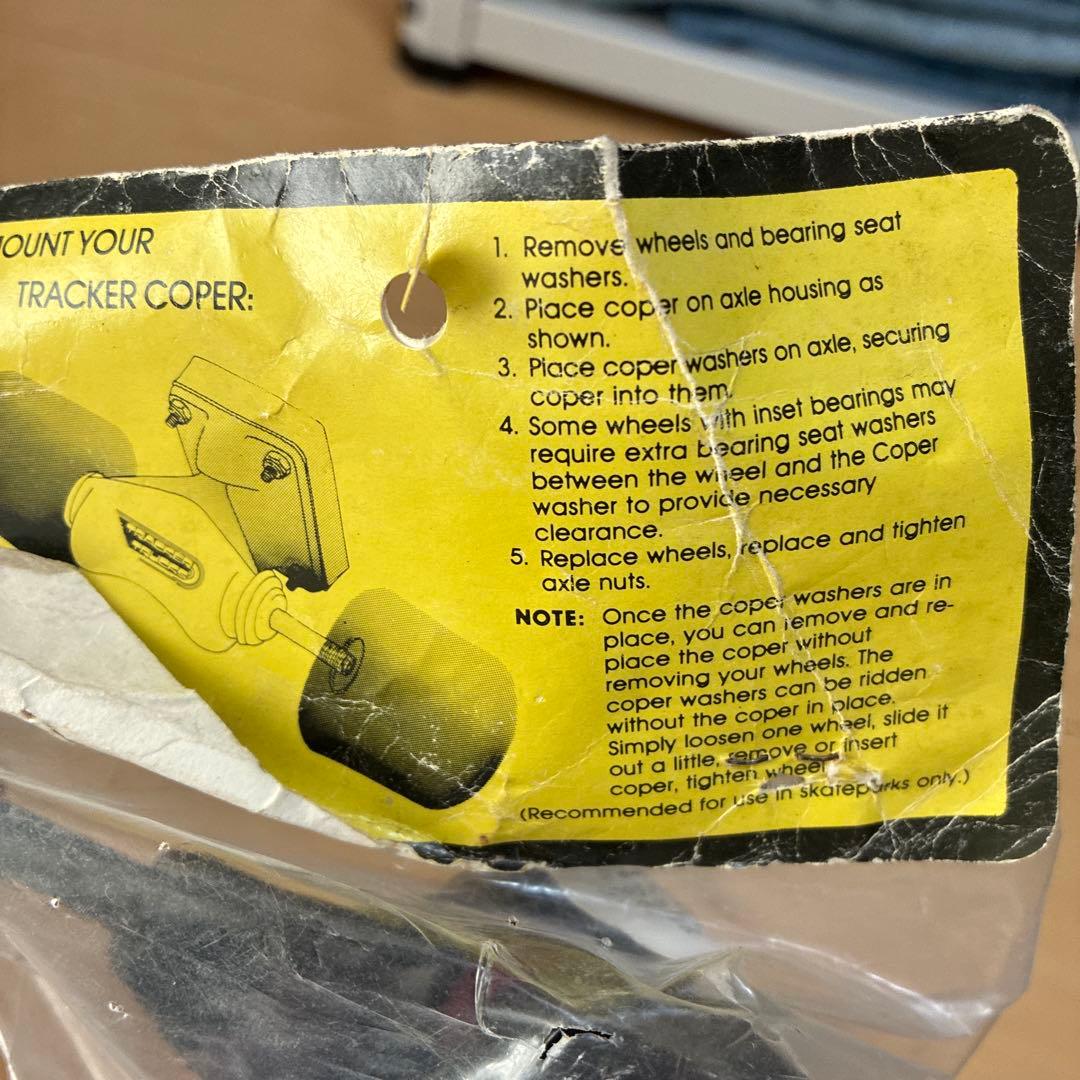 MOUNT YOUR
TRACKER COPER:
TRACKER
TRUCKS
1. Remove wheels and bearing seat
washers.
2. Place coper on axle housing as
shown.
3. Place coper washers on axle, securing
coper into them.
4. Some wheels with inset bearings may
require extra bearing seat washers
between the wheel and the Coper
washer to provide necessary
clearance.
5. Replace wheels, replace and tighten
axle nuts.
NOTE: Once the coper washers are in
place, you can remove and re-
place the coper without
removing your wheels. The
coper washers can be ridden
without the coper in place.
Simply loosen one wheel, slide it
out a little, remove or insert
coper, tighten wheel.
(Recommended for use in skateparks only.)